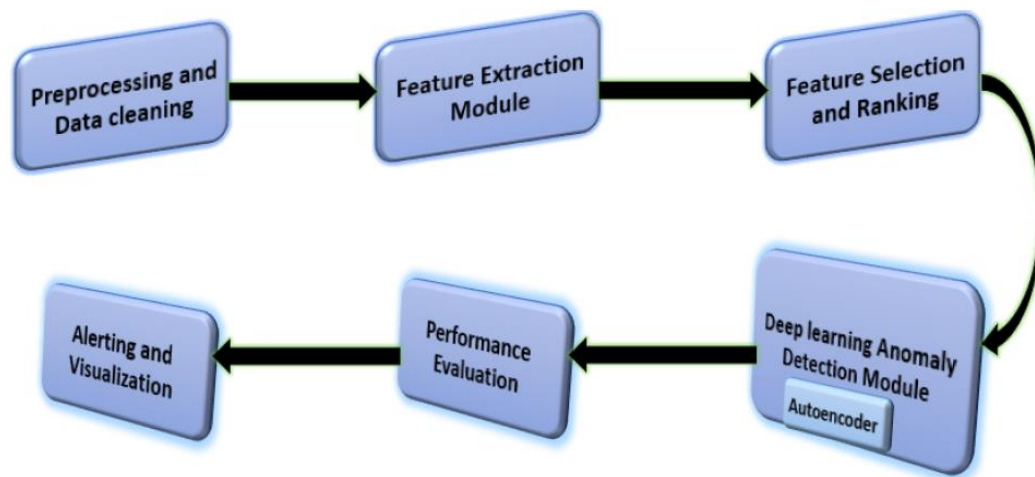 Preprocessing and
Data cleaning
Feature Extraction
Module
Feature Selection
and Ranking
Deep learning Anomaly
Detection Module
Autoencoder
Performance
Evaluation
Alerting and
Visualization